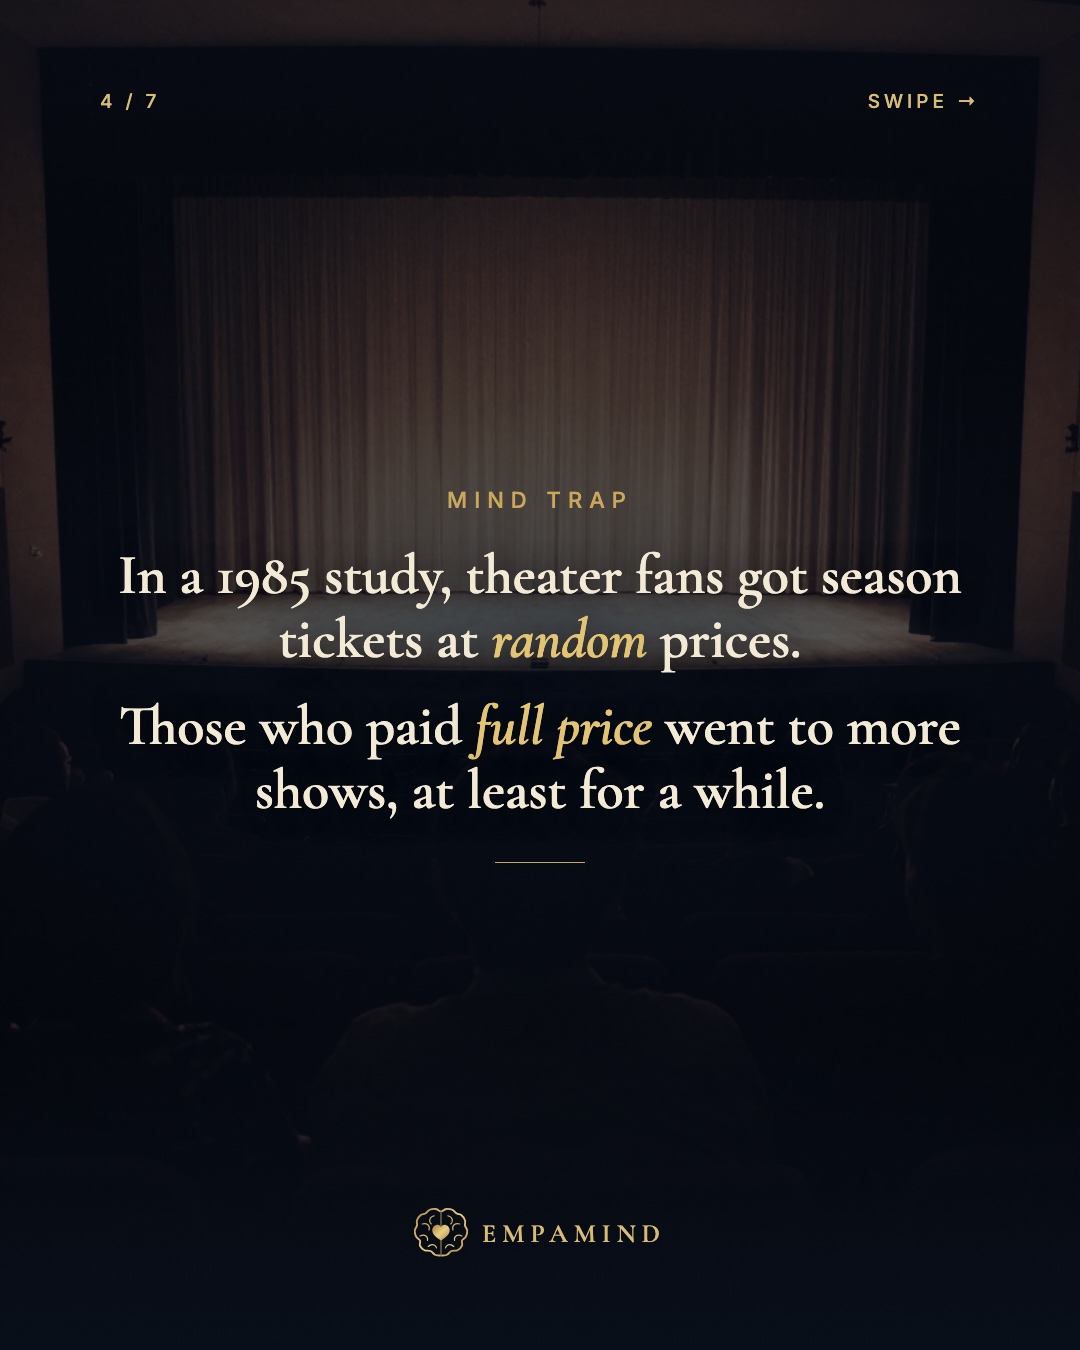 4 / 7
SWIPE →
MIND TRAP
In a 1985 study, theater fans got season
tickets at random prices.
Those who paid full price went to more
shows, at least for a while.
EMPAMIND